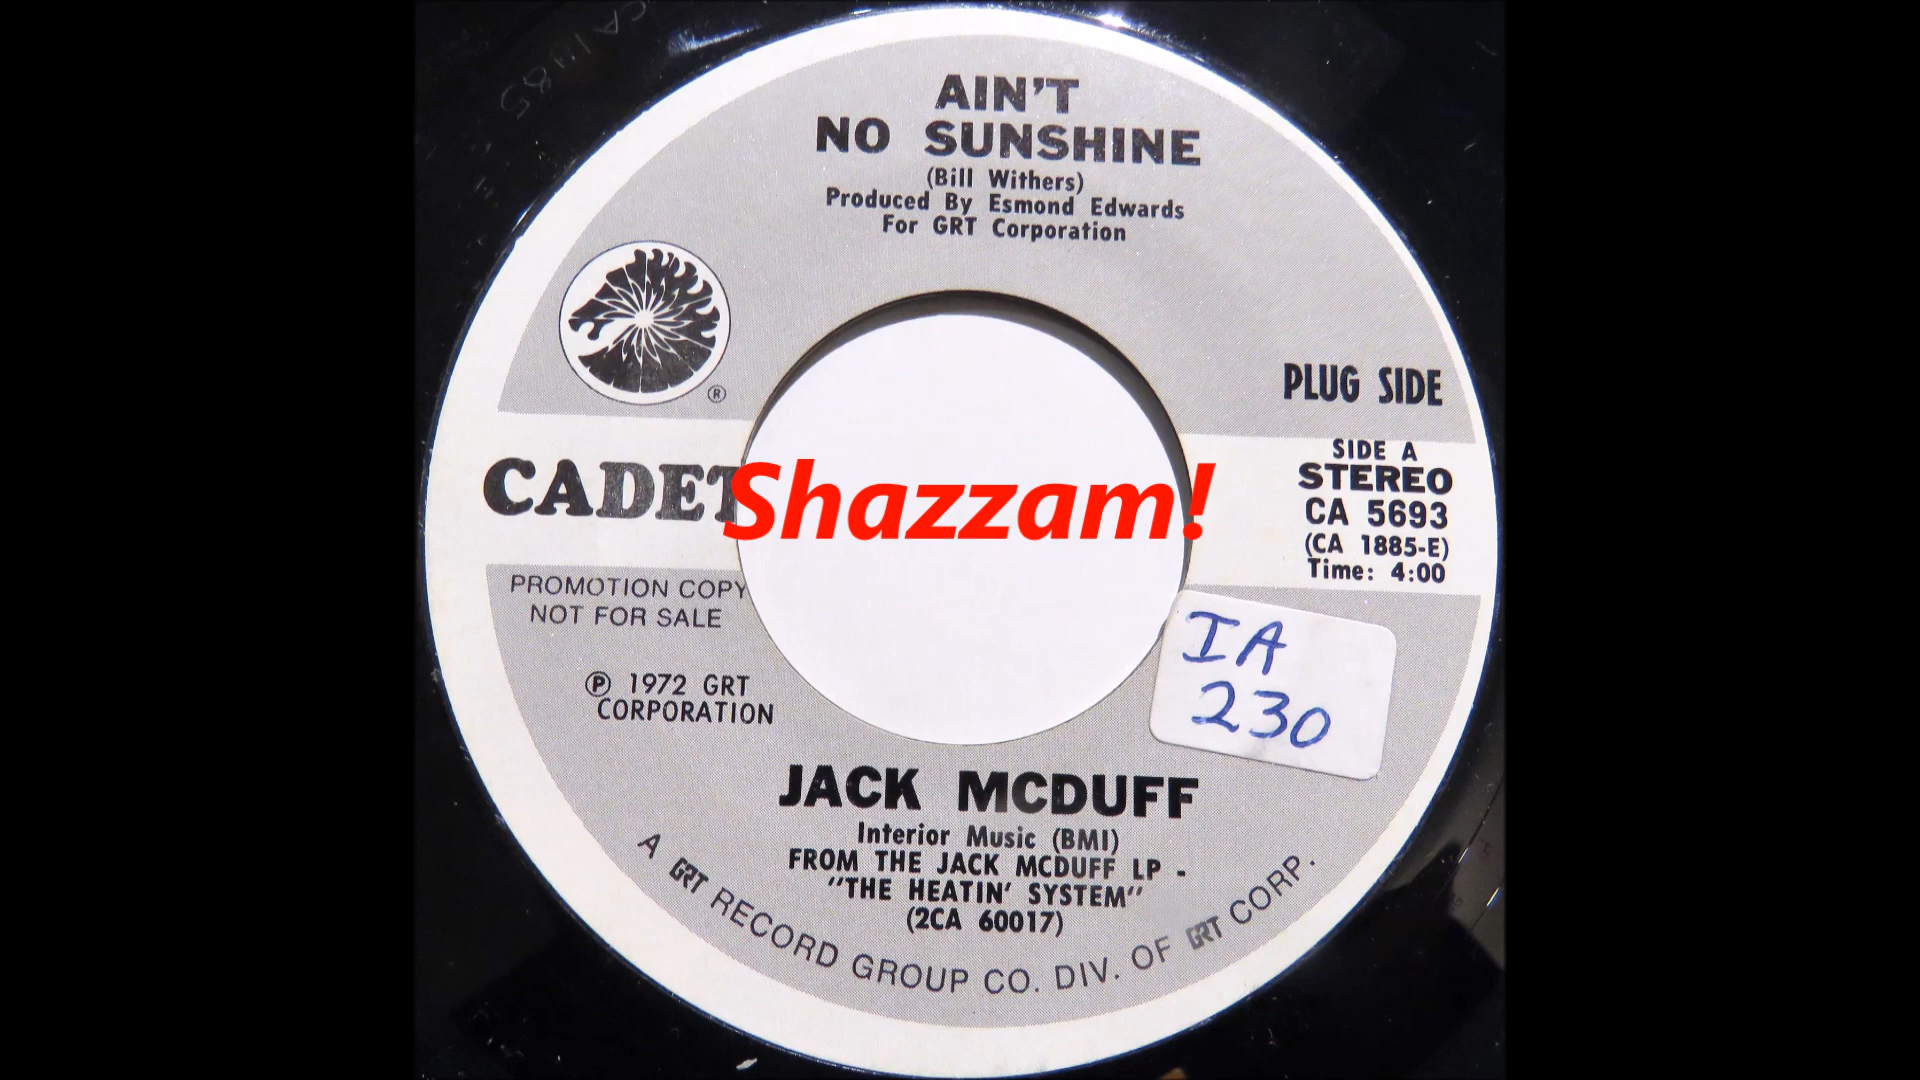 AIN'T
NO SUNSHINE
(Bill Withers)
Produced By Esmond Edwards
For GRT Corporation
®
PLUG SIDE
CADET
Shazzam!
SIDE A
STEREO
CA 5693
(CA 1885-E)
Time: 4:00
PROMOTION COPY
NOT FOR SALE
℗ 1972 GRT
CORPORATION
IA
230
JACK MCDUFF
Interior Music (BMI)
FROM THE JACK MCDUFF LP -
"THE HEATIN' SYSTEM"
(2CA 60017)
A GRT RECORD GROUP CO. DIV. OF GRT CORP.